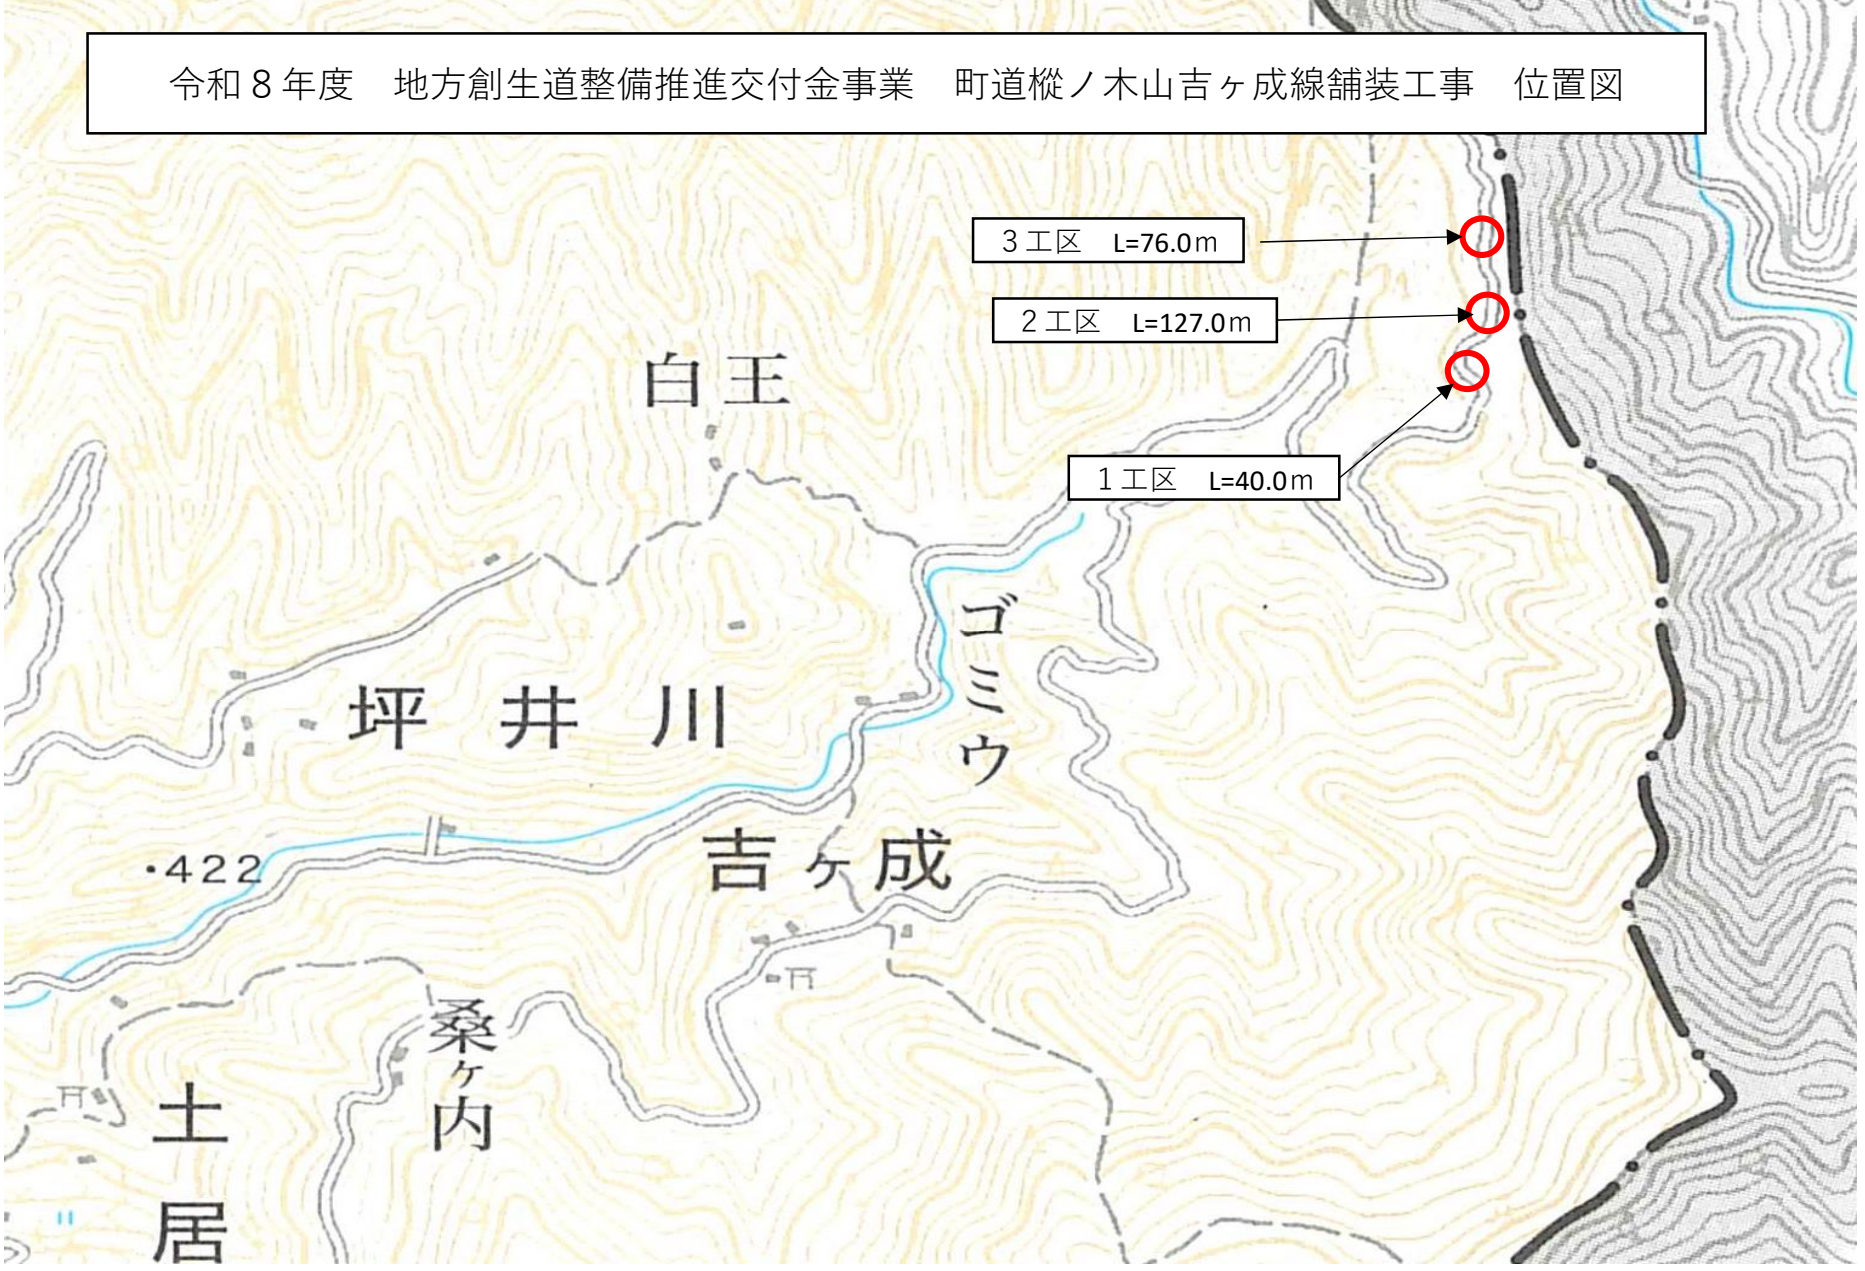 令和８年度　地方創生道整備推進交付金事業　町道樅ノ木山吉ヶ成線舗装工事　位置図
３工区　L=76.0ｍ
２工区　L=127.0ｍ
白王
１工区　L=40.0ｍ
ゴミウ
坪井川
・422
吉ヶ成
桑ヶ内
土居